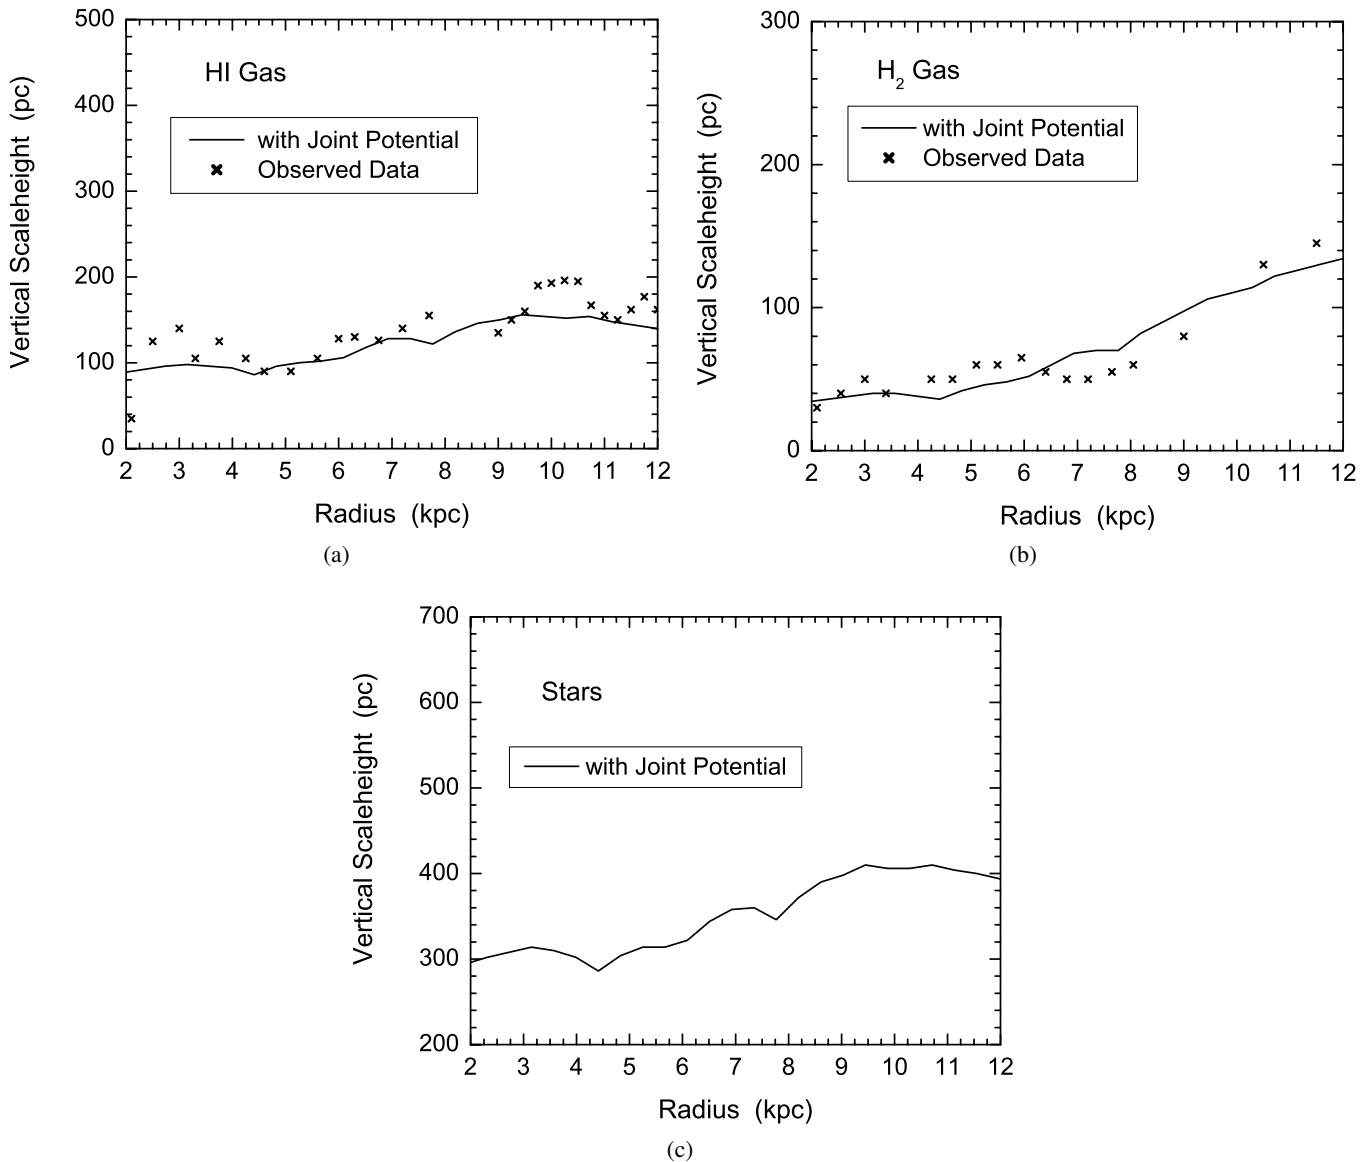 500
400
300
200
100
0
Vertical Scaleheight (pc)
HI Gas
with Joint Potential
Observed Data
2 3 4 5 6 7 8 9 10 11 12
Radius (kpc)
(a)
300
200
100
0
Vertical Scaleheight (pc)
H2 Gas
with Joint Potential
Observed Data
2 3 4 5 6 7 8 9 10 11 12
Radius (kpc)
(b)
700
600
500
400
300
200
Vertical Scaleheight (pc)
Stars
with Joint Potential
2 3 4 5 6 7 8 9 10 11 12
Radius (kpc)
(c)